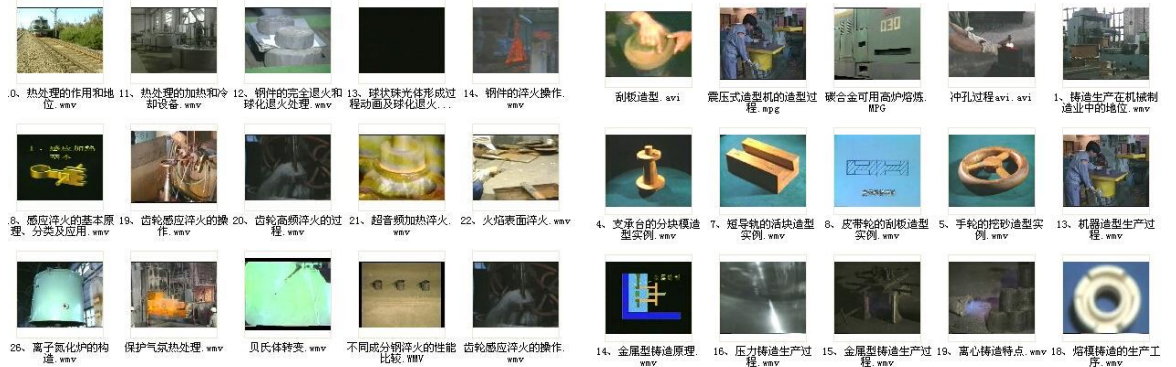 .0、热处理的作用和地位.wmv
11、热处理的加热和冷却设备.wmv
12、钢件的完全退火和球化退火处理.wmv
13、球状珠光体形成过程动画及球化退火...
14、钢件的淬火操作.wmv
刮板造型.avi
震压式造型机的造型过程.mpg
碳合金可用高炉熔炼.MPG
冲孔过程avi.avi
1、铸造生产在机械制造业中的地位.wmv
.8、感应淬火的基本原理、分类及应用.wmv
19、齿轮感应淬火的操作.wmv
20、齿轮高频淬火的过程.wmv
21、超音频加热淬火.wmv
22、火焰表面淬火.wmv
4、支承台的分块模造型实例.wmv
7、短导轨的活块造型实例.wmv
8、皮带轮的刮板造型实例.wmv
5、手轮的挖砂造型实例.wmv
13、机器造型生产过程.wmv
26、离子氮化炉的构造.wmv
保护气氛热处理.wmv
贝氏体转变.wmv
不同成分钢淬火的性能比较.WMV
齿轮感应淬火的操作.wmv
14、金属型铸造原理.wmv
16、压力铸造生产过程.wmv
15、金属型铸造生产过程.wmv
19、离心铸造特点.wmv
18、熔模铸造的生产工序.wmv